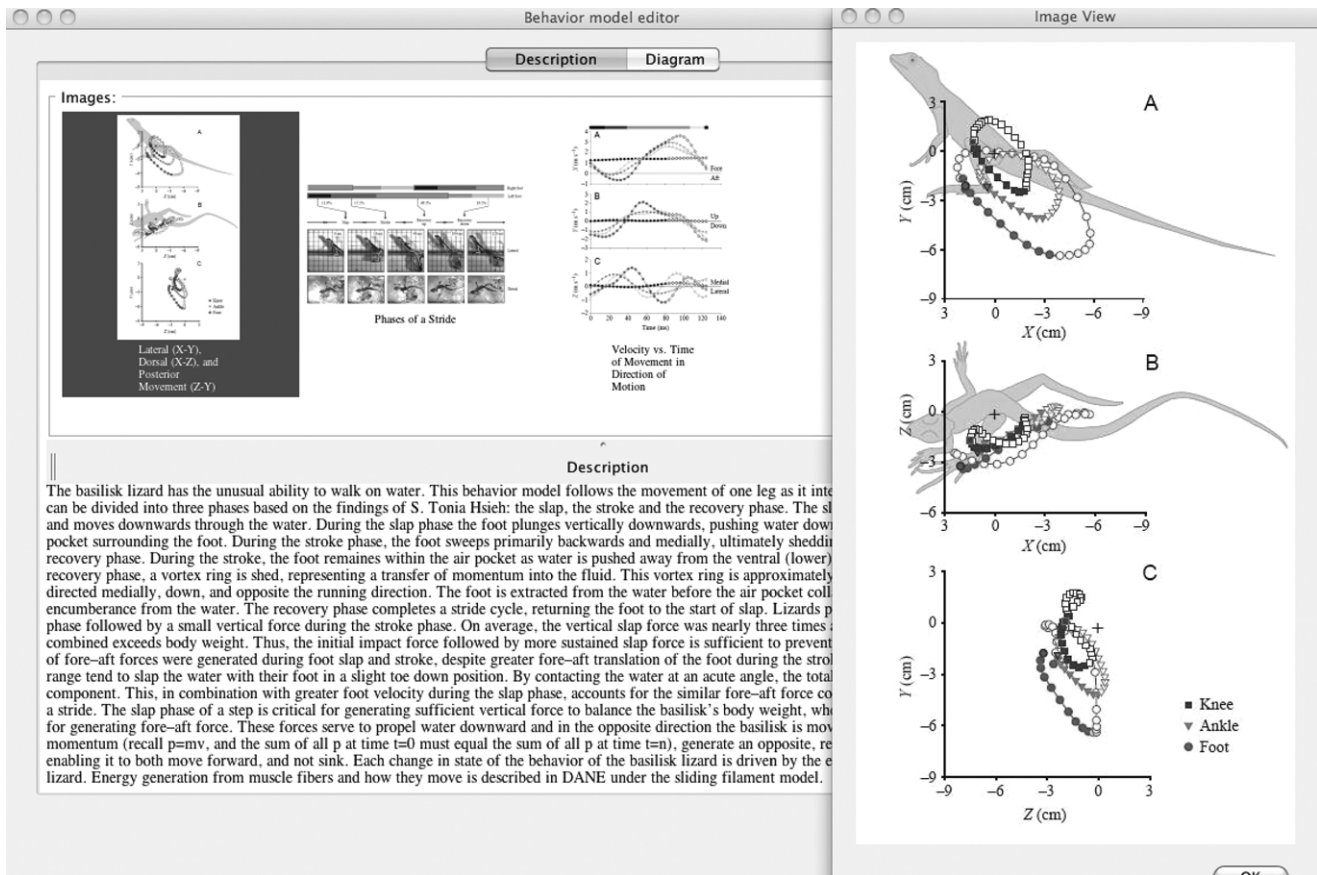 Behavior model editor
Description
Diagram
Images:
Lateral (X-Y),
Dorsal (X-Z), and
Posterior
Movement (Z-Y)
Phases of a Stride
A
Fore
Aft
B
Up
Down
C
Medial
Lateral
0 20 40 60 80 100 120 140
Time (ms)
Velocity vs. Time
of Movement in
Direction of
Motion
Description
The basilisk lizard has the unusual ability to walk on water. This behavior model follows the movement of one leg as it inte
can be divided into three phases based on the findings of S. Tonia Hsieh: the slap, the stroke and the recovery phase. The sl
and moves downwards through the water. During the slap phase the foot plunges vertically downwards, pushing water dow
pocket surrounding the foot. During the stroke phase, the foot sweeps primarily backwards and medially, ultimately sheddi
recovery phase. During the stroke, the foot remaines within the air pocket as water is pushed away from the ventral (lower)
recovery phase, a vortex ring is shed, representing a transfer of momentum into the fluid. This vortex ring is approximately
directed medially, down, and opposite the running direction. The foot is extracted from the water before the air pocket coll
encumberance from the water. The recovery phase completes a stride cycle, returning the foot to the start of slap. Lizards p
phase followed by a small vertical force during the stroke phase. On average, the vertical slap force was nearly three times
combined exceeds body weight. Thus, the initial impact force followed by more sustained slap force is sufficient to prevent
of fore–aft forces were generated during foot slap and stroke, despite greater fore–aft translation of the foot during the stro
range tend to slap the water with their foot in a slight toe down position. By contacting the water at an acute angle, the total
component. This, in combination with greater foot velocity during the slap phase, accounts for the similar fore–aft force co
a stride. The slap phase of a step is critical for generating sufficient vertical force to balance the basilisk's body weight, whe
for generating fore–aft force. These forces serve to propel water downward and in the opposite direction the basilisk is mov
momentum (recall p=mv, and the sum of all p at time t=0 must equal the sum of all p at time t=n), generate an opposite, re
enabling it to both move forward, and not sink. Each change in state of the behavior of the basilisk lizard is driven by the e
lizard. Energy generation from muscle fibers and how they move is described in DANE under the sliding filament model.
Image View
A
3
0
−3
−6
−9
Y (cm)
3 0 −3 −6 −9
X (cm)
B
3
0
−3
−6
Z (cm)
3 0 −3 −6 −9
X (cm)
C
3
0
−3
−6
−9
Y (cm)
Knee
Ankle
Foot
−9 −6 −3 0 3
Z (cm)
OK